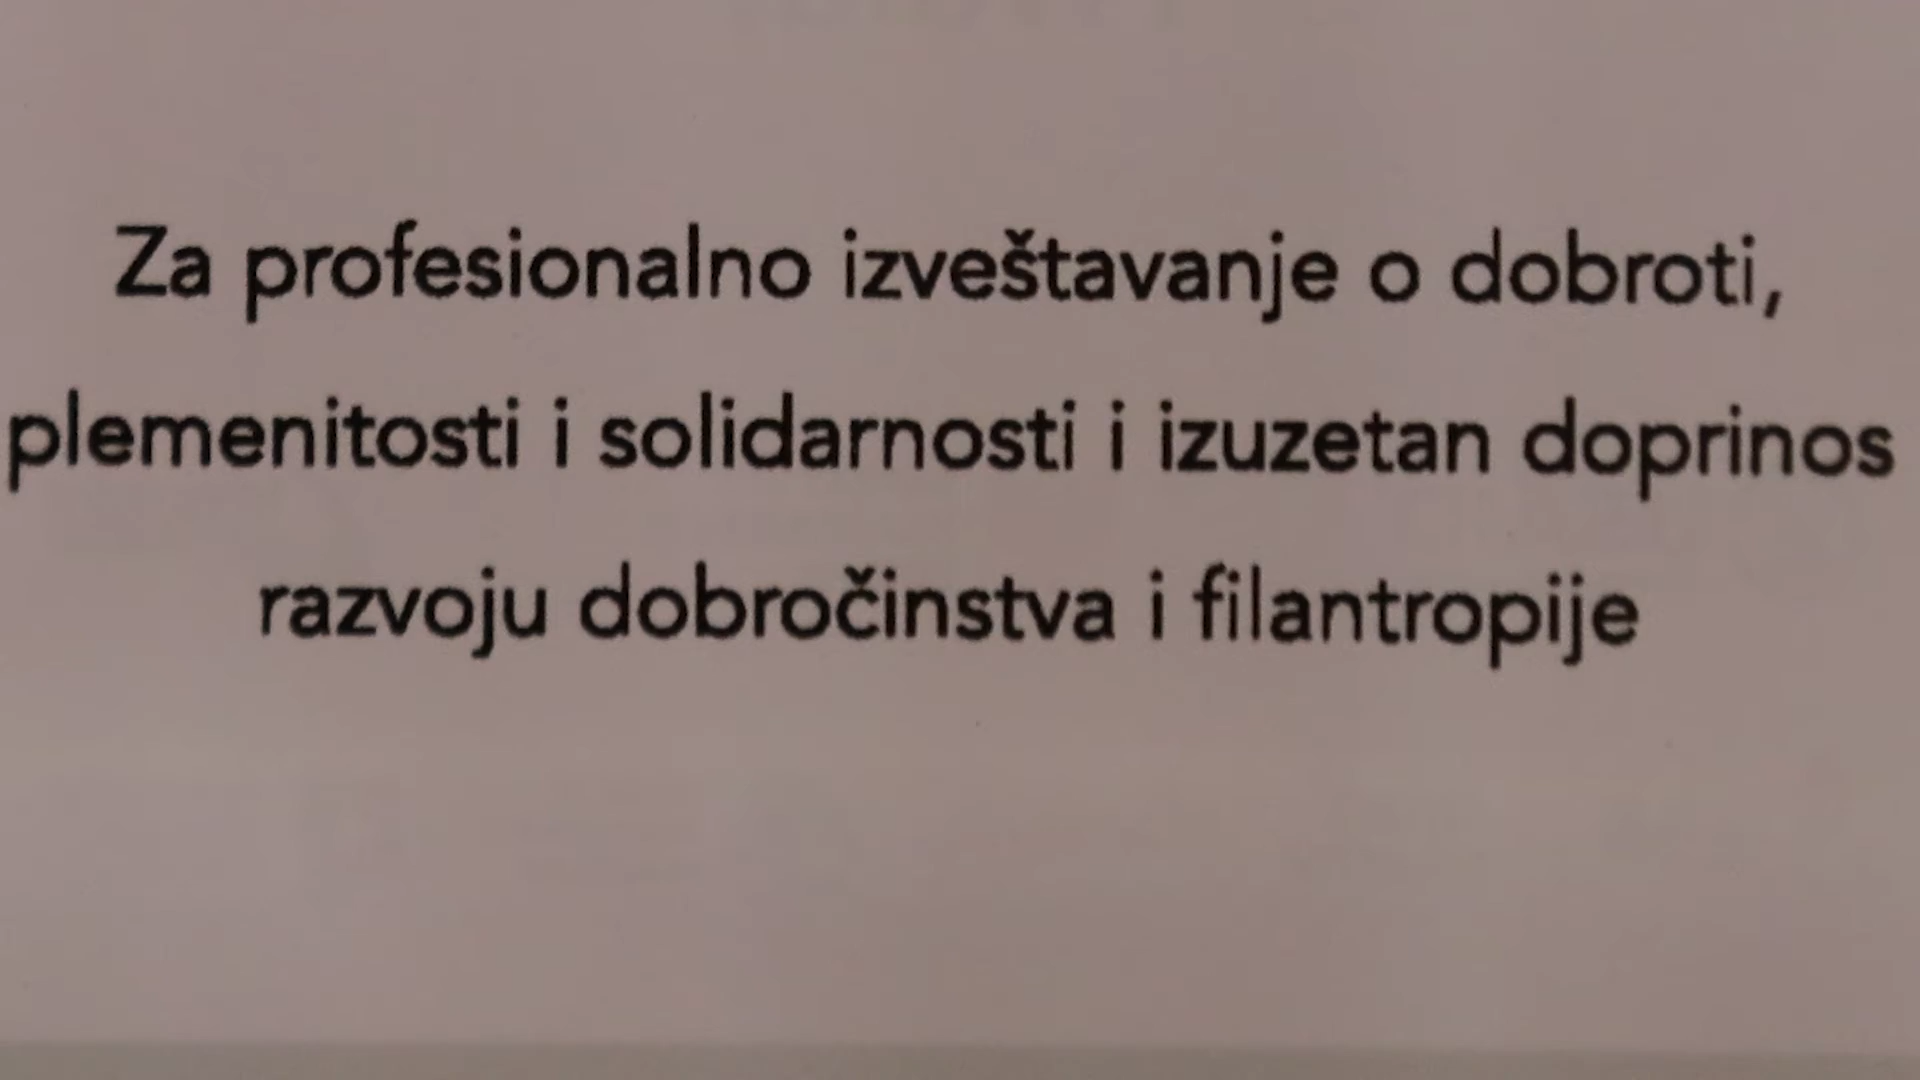 Za profesionalno izveštavanje o dobroti,
plemenitosti i solidarnosti i izuzetan doprinos
razvoju dobročinstva i filantropije